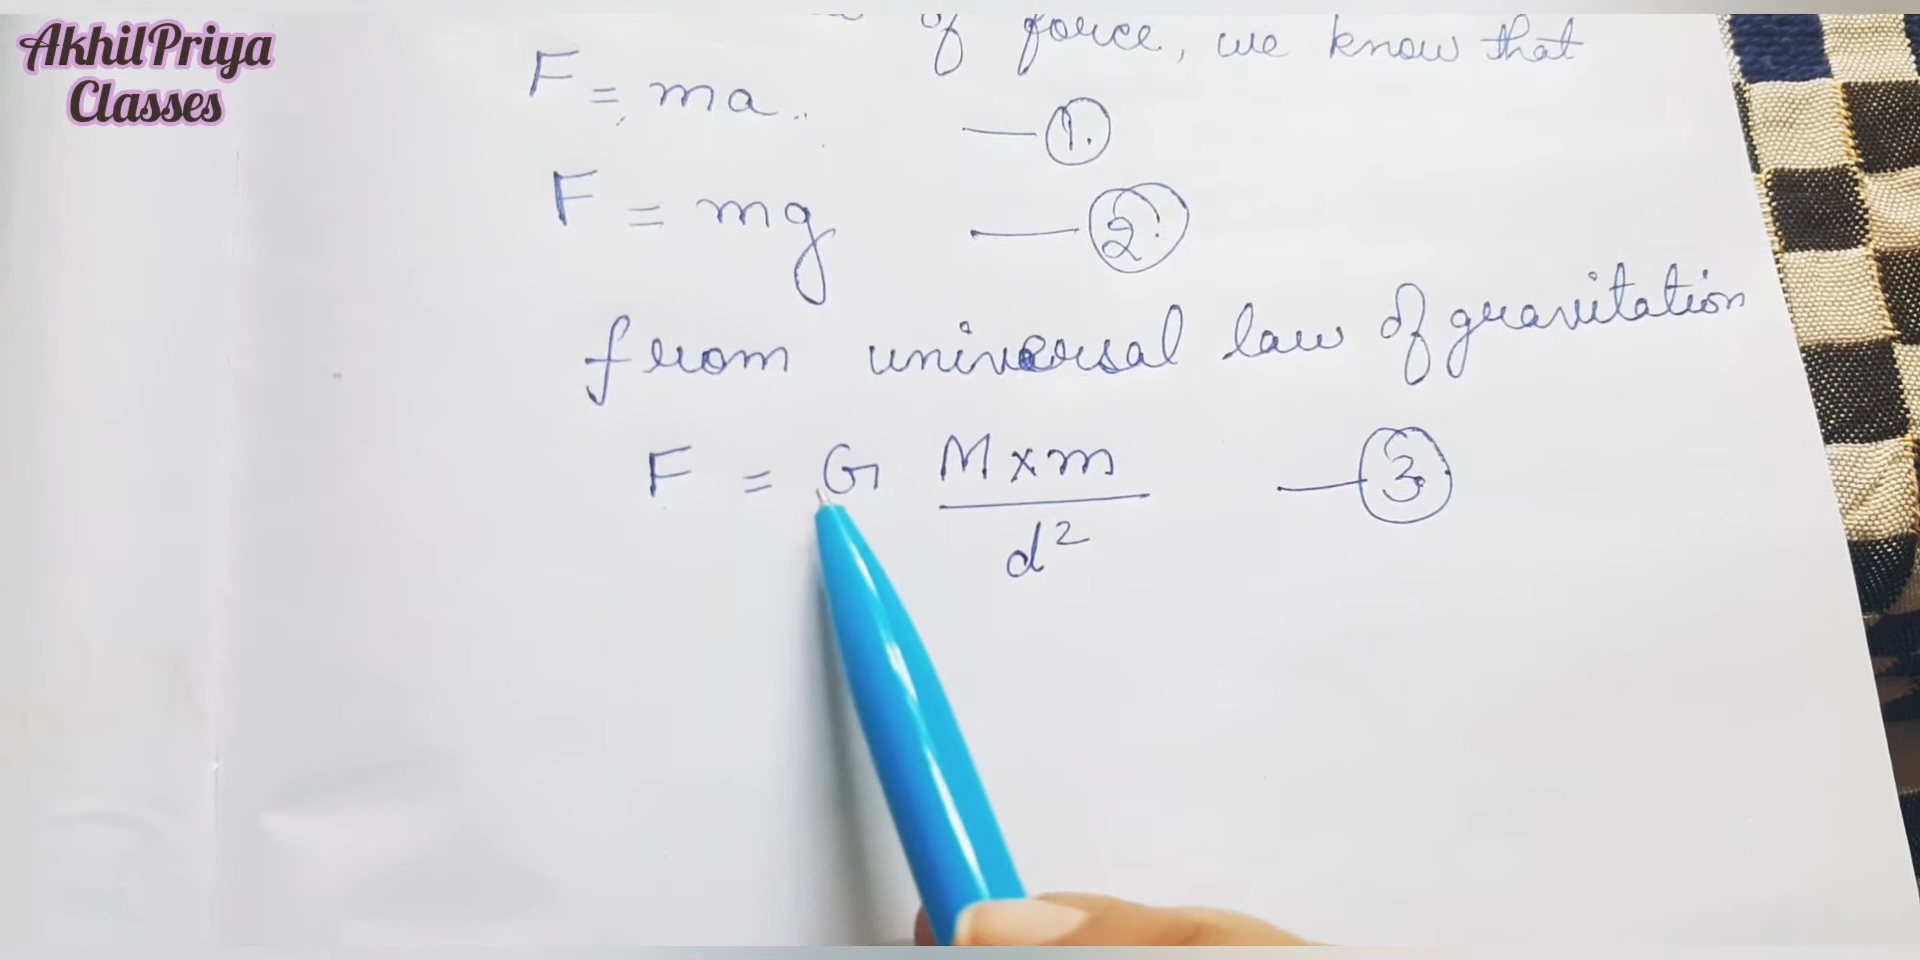 AkhilPriya
Classes
of force, we know that
F = ma. — 1.
F = mg — 2.
from universal law of gravitation
F = G M×m / d² — 3.